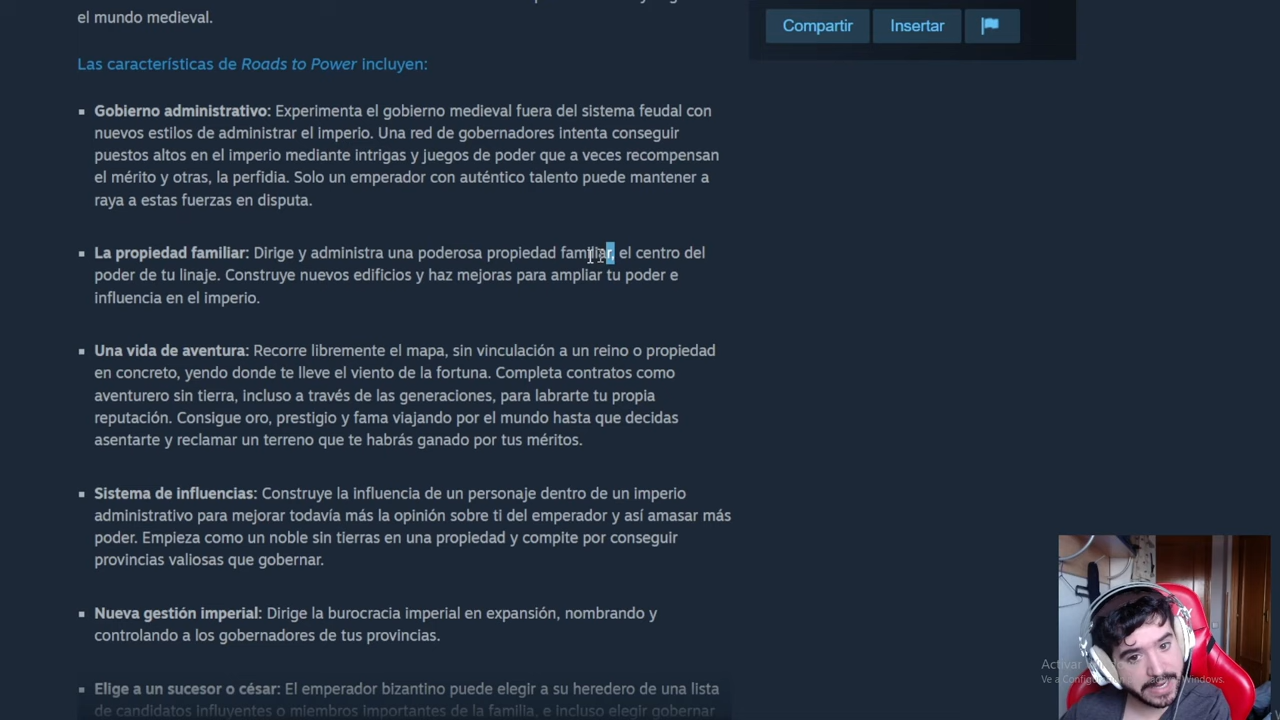 el mundo medieval.
Compartir
Insertar
Las características de Roads to Power incluyen:
Gobierno administrativo: Experimenta el gobierno medieval fuera del sistema feudal con
nuevos estilos de administrar el imperio. Una red de gobernadores intenta conseguir
puestos altos en el imperio mediante intrigas y juegos de poder que a veces recompensan
el mérito y otras, la perfidia. Solo un emperador con auténtico talento puede mantener a
raya a estas fuerzas en disputa.
La propiedad familiar: Dirige y administra una poderosa propiedad familiar, el centro del
poder de tu linaje. Construye nuevos edificios y haz mejoras para ampliar tu poder e
influencia en el imperio.
Una vida de aventura: Recorre libremente el mapa, sin vinculación a un reino o propiedad
en concreto, yendo donde te lleve el viento de la fortuna. Completa contratos como
aventurero sin tierra, incluso a través de las generaciones, para labrarte tu propia
reputación. Consigue oro, prestigio y fama viajando por el mundo hasta que decidas
asentarte y reclamar un terreno que te habrás ganado por tus méritos.
Sistema de influencias: Construye la influencia de un personaje dentro de un imperio
administrativo para mejorar todavía más la opinión sobre ti del emperador y así amasar más
poder. Empieza como un noble sin tierras en una propiedad y compite por conseguir
provincias valiosas que gobernar.
Nueva gestión imperial: Dirige la burocracia imperial en expansión, nombrando y
controlando a los gobernadores de tus provincias.
Elige a un sucesor o césar: El emperador bizantino puede elegir a su heredero de una lista
de candidatos influyentes o miembros importantes de la familia, e incluso elegir gobernar
Activar
Ve a Config
Windows.